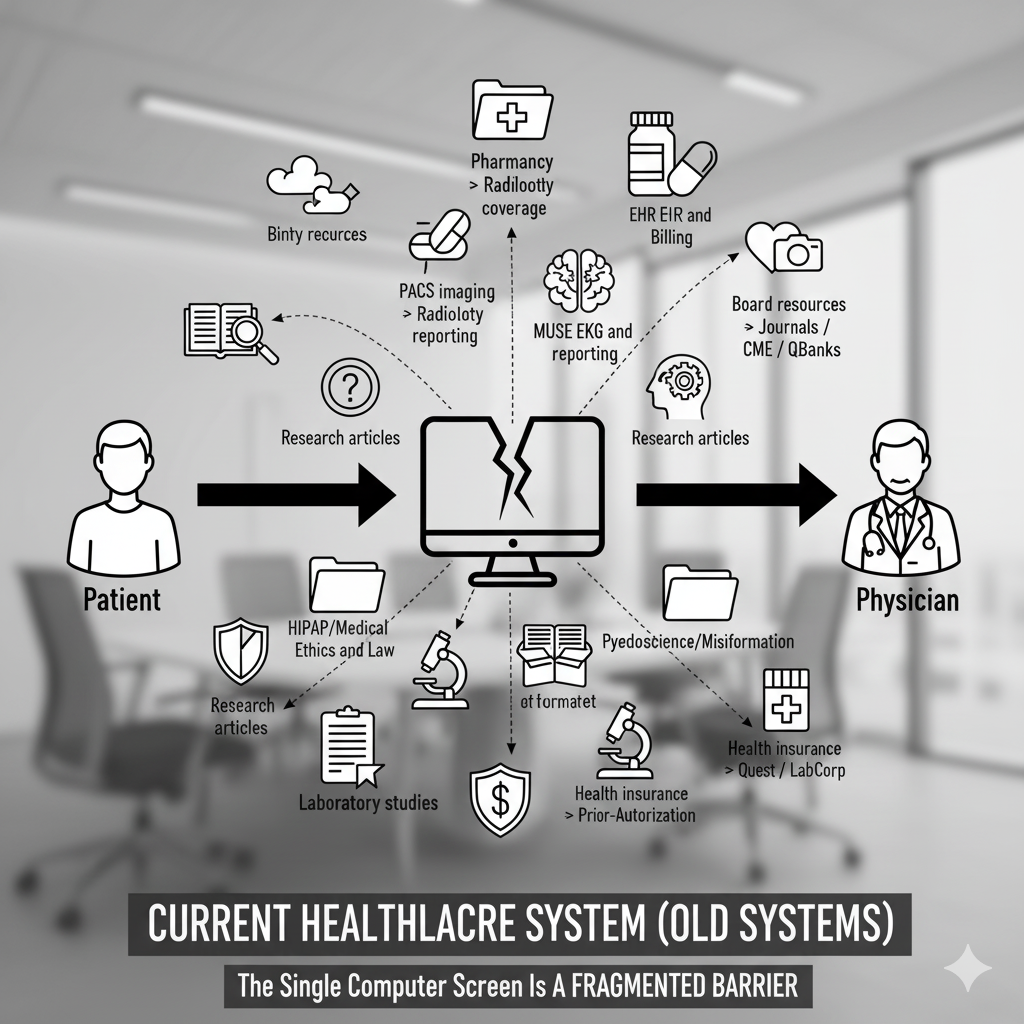 Pharmancy
> Radilootty
coverage
Binty recurces
EHR EIR and
Billing
PACS imaging
> Radioloty
reporting
MUSE EKG and
reporting
Board resources
> Journals /
CME / QBanks
?
Research articles
Research articles
Patient
Physician
HIPAP/Medical
Ethics and Law
Pyedoscience/Misiformation
Research
articles
of formatet
Health insurance
> Quest / LabCorp
Laboratory studies
$
Health insurance
> Prior-Autorization
CURRENT HEALTHLACRE SYSTEM (OLD SYSTEMS)
The Single Computer Screen Is A FRAGMENTED BARRIER